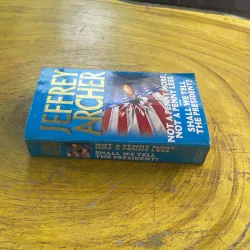 JEFFREY
ARCHER
NOT A PENNY MORE,
NOT A PENNY LESS
SHALL WE TELL
THE PRESIDENT?
NOT A PENNY MORE,
NOT A PENNY LESS
SHALL WE TELL
THE PRESIDENT?